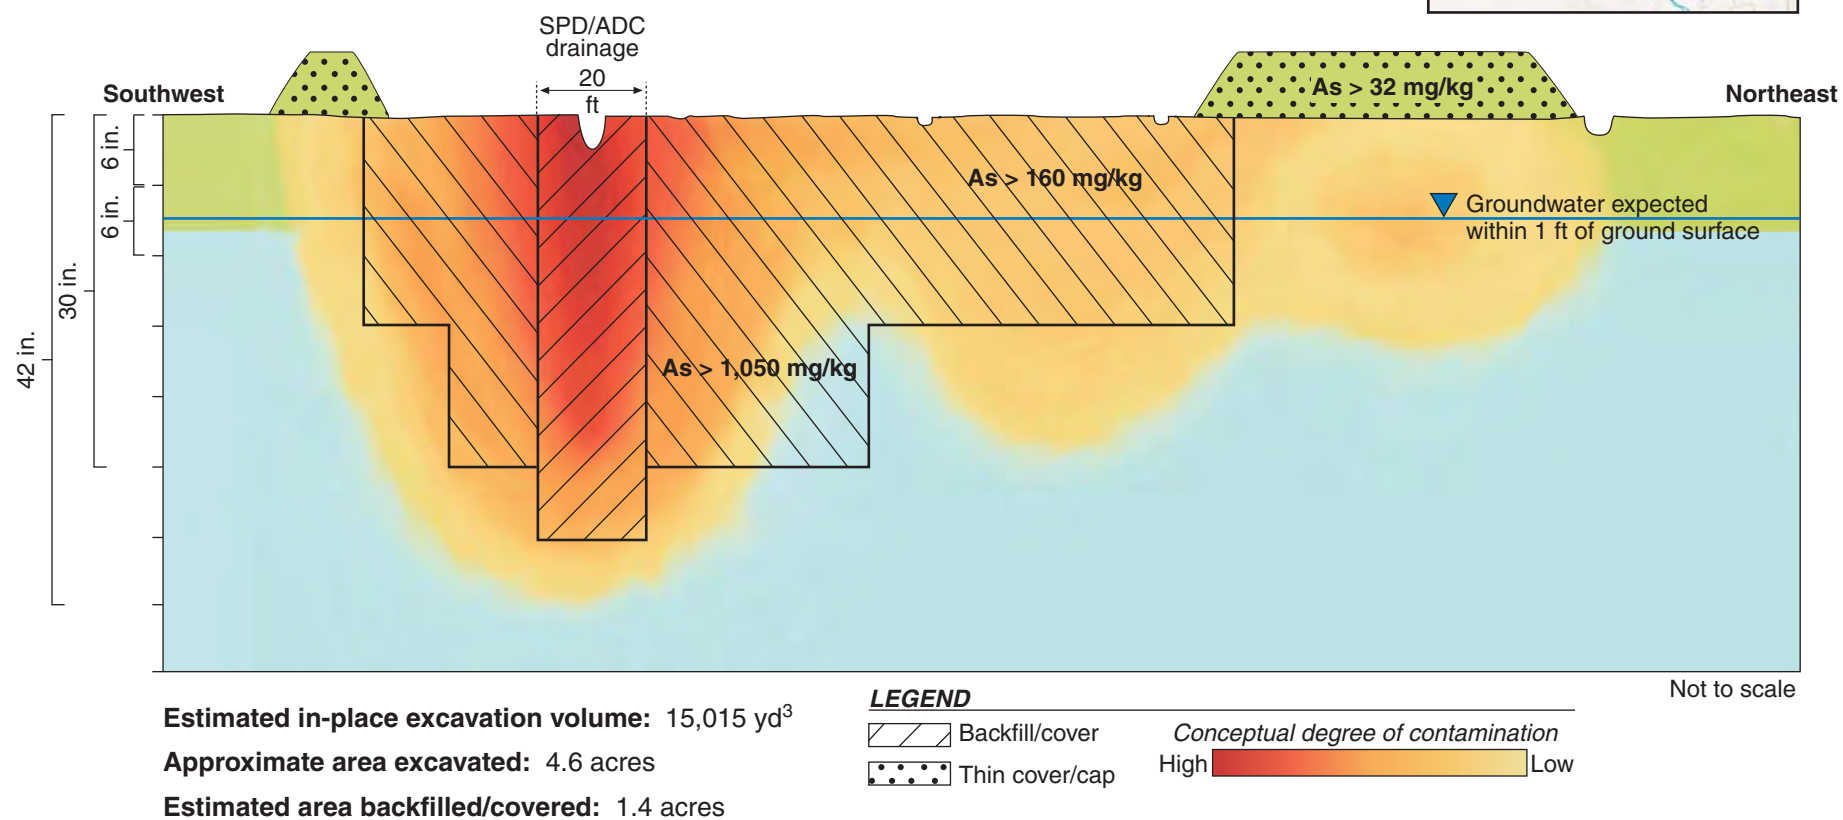 SPD/ADC
drainage
20
ft
Southwest
As > 32 mg/kg
Northeast
6 in.
As > 160 mg/kg
6 in.
Groundwater expected
within 1 ft of ground surface
30 in.
42 in.
As > 1,050 mg/kg
Not to scale
Estimated in-place excavation volume: 15,015 yd³
Approximate area excavated: 4.6 acres
Estimated area backfilled/covered: 1.4 acres
LEGEND
Backfill/cover
Thin cover/cap
Conceptual degree of contamination
High
Low